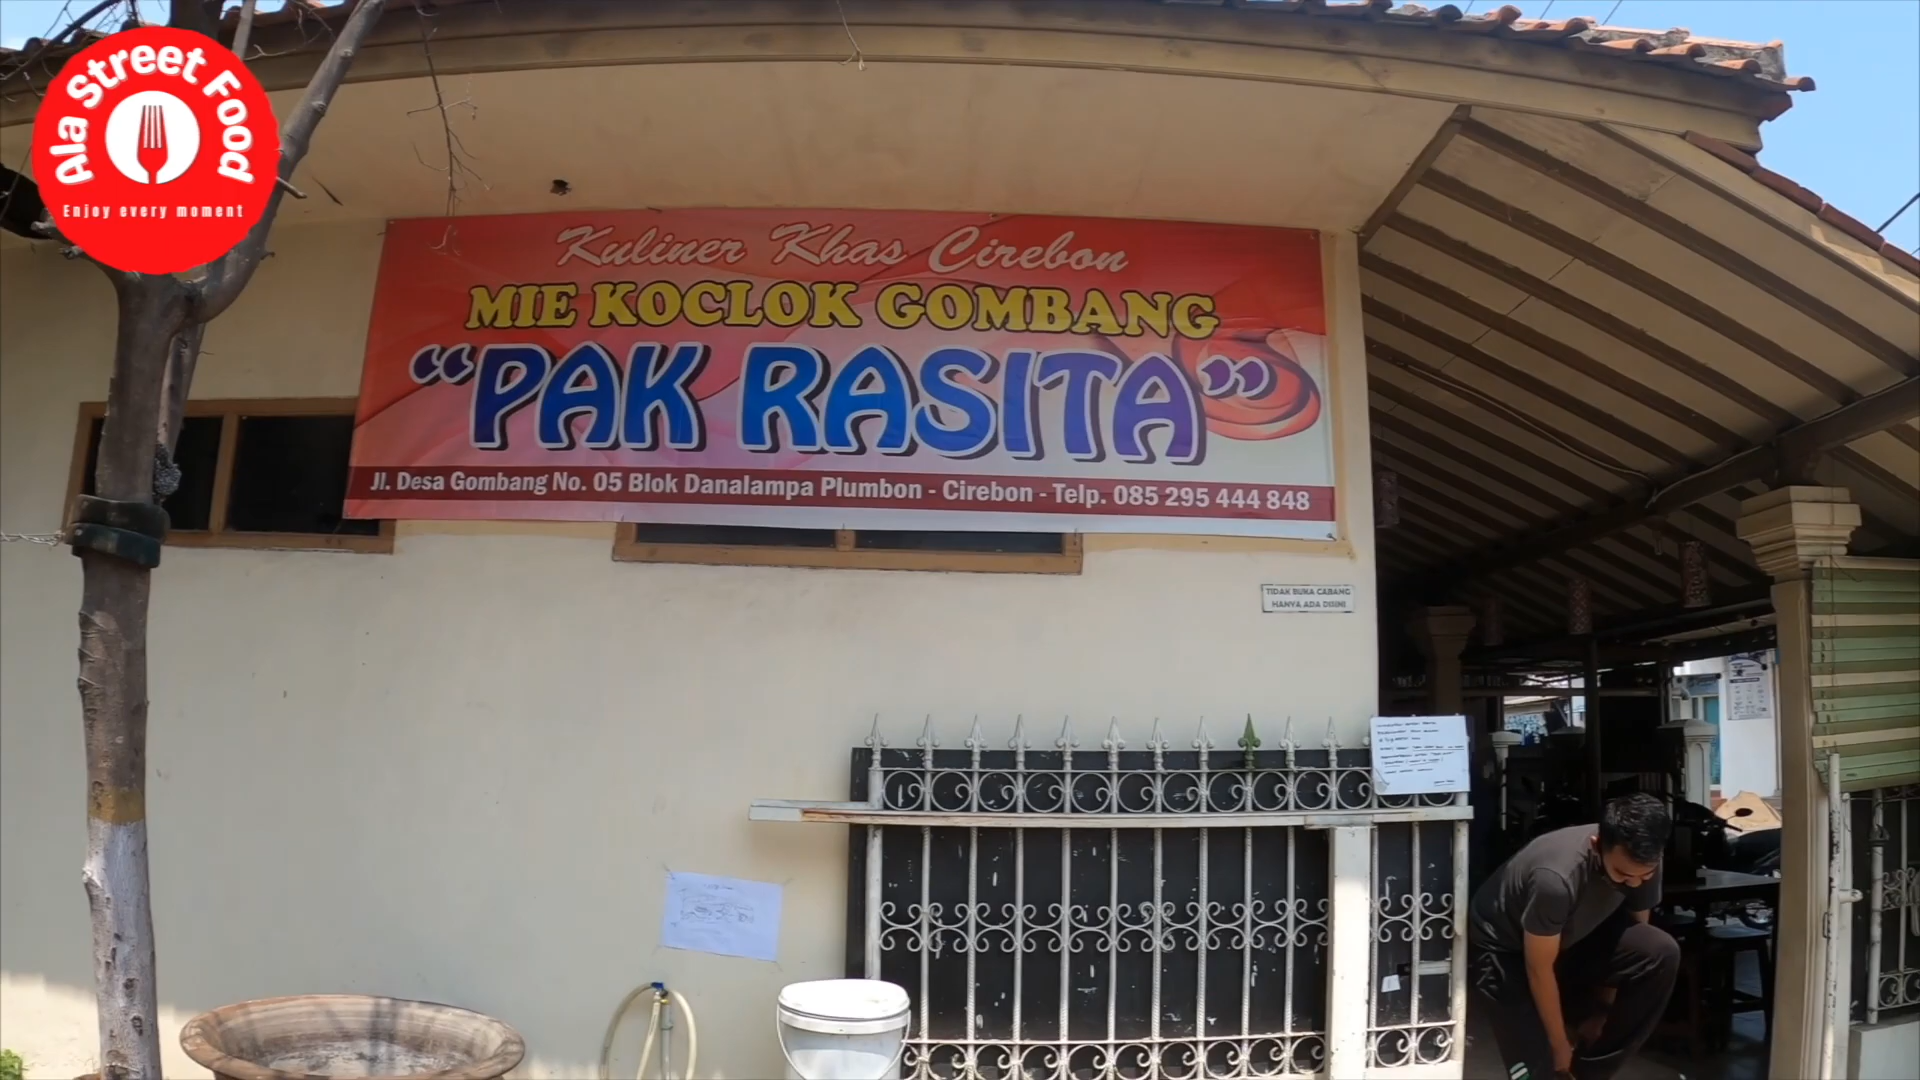 Ala Street Food
Enjoy every moment
Kuliner Khas Cirebon
MIE KOCLOK GOMBANG
"PAK RASITA"
Jl. Desa Gombang No. 05 Blok Danalampa Plumbon - Cirebon - Telp. 085 295 444 848
TIDAK BUKA CABANG
HANYA ADA DISINI